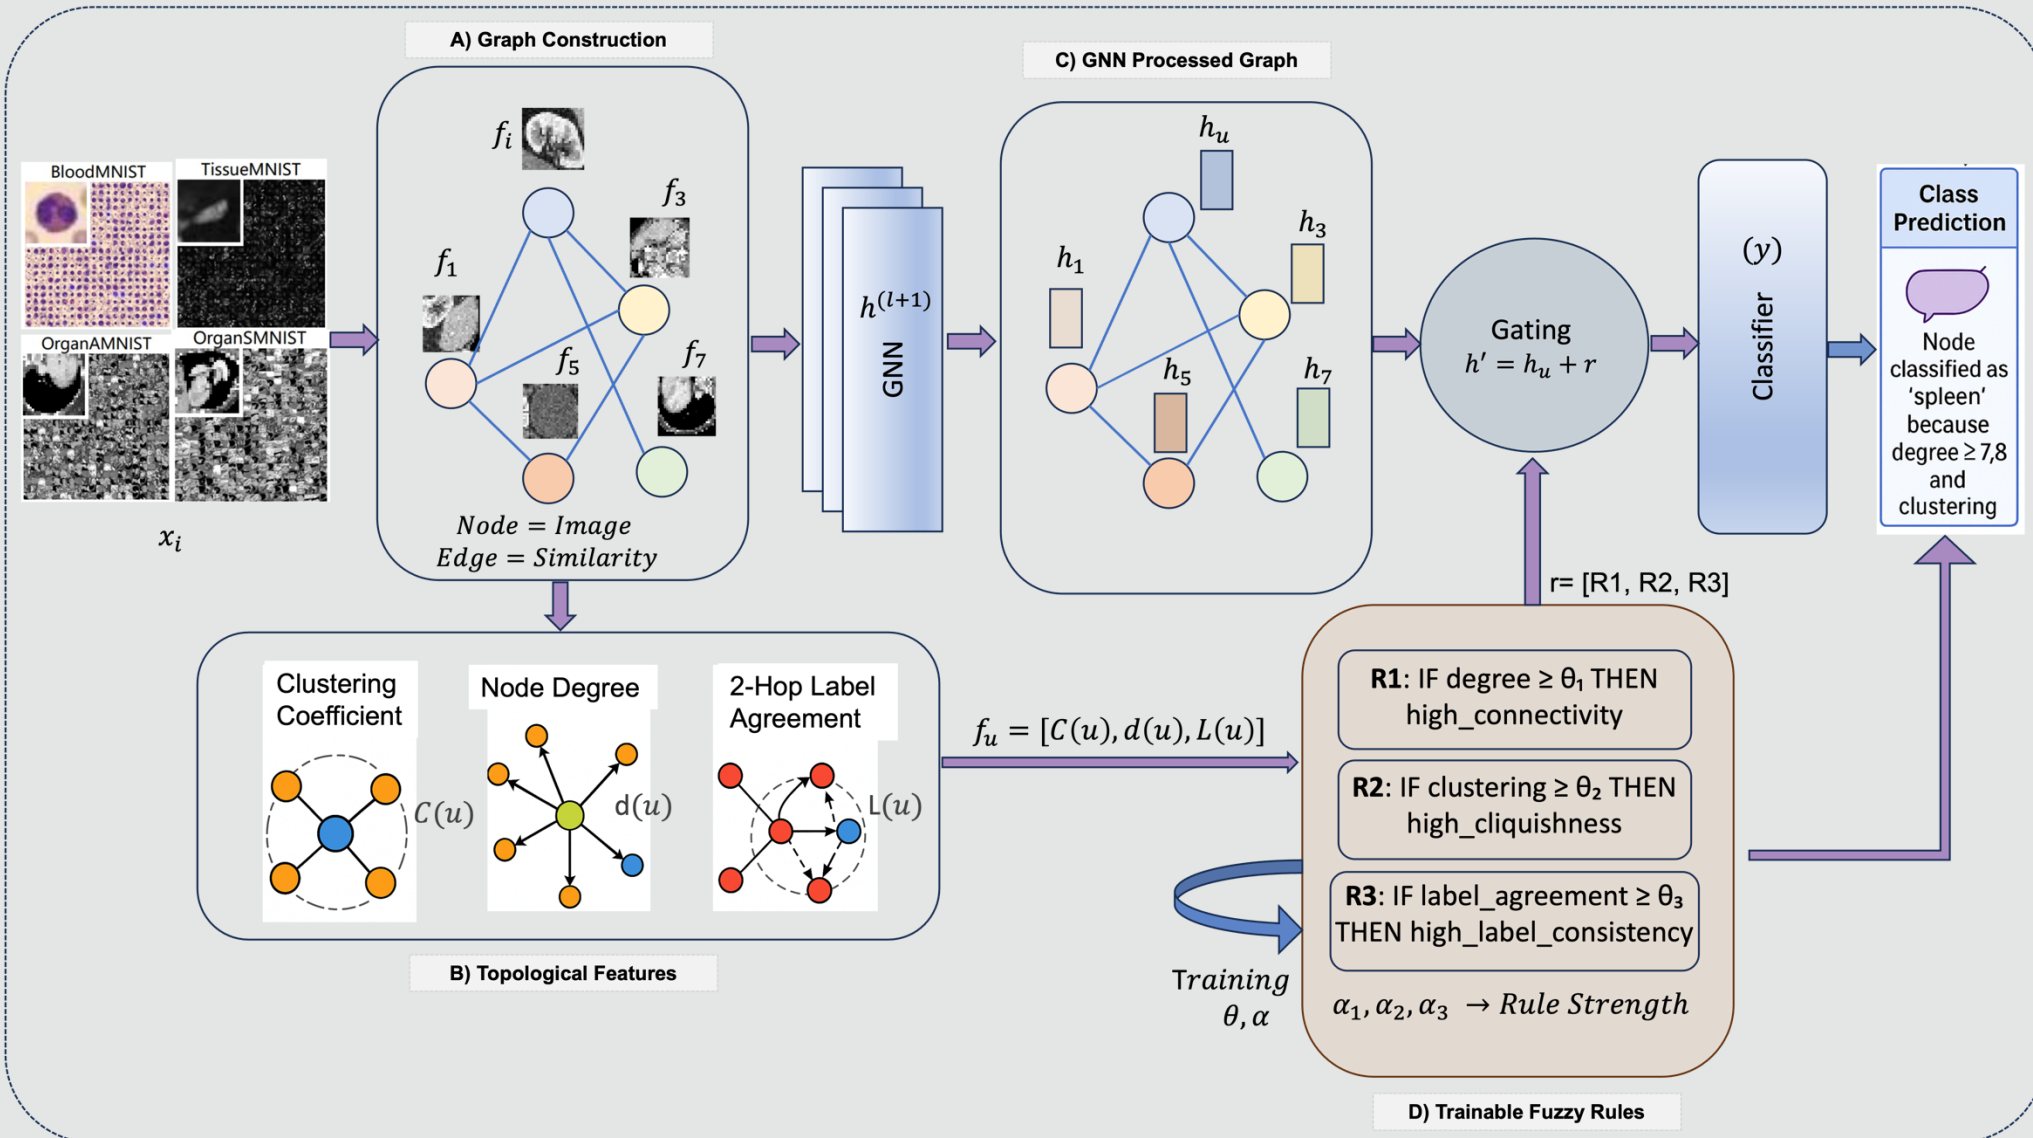 A) Graph Construction
BloodMNIST
TissueMNIST
OrganAMNIST
OrganSMNIST
x_i
f_i
f_3
f_1
f_5
f_7
Node = Image
Edge = Similarity
GNN
h^(l+1)
C) GNN Processed Graph
h_u
h_3
h_1
h_5
h_7
Gating
h' = h_u + r
(y)
Classifier
Class
Prediction
Node
classified as
‘spleen’
because
degree ≥ 7,8
and
clustering
Clustering
Coefficient
C(u)
Node Degree
d(u)
2-Hop Label
Agreement
L(u)
B) Topological Features
f_u = [C(u), d(u), L(u)]
r= [R1, R2, R3]
R1: IF degree ≥ θ₁ THEN
high_connectivity
R2: IF clustering ≥ θ₂ THEN
high_cliquishness
R3: IF label_agreement ≥ θ₃
THEN high_label_consistency
α₁, α₂, α₃ → Rule Strength
Training
θ, α
D) Trainable Fuzzy Rules